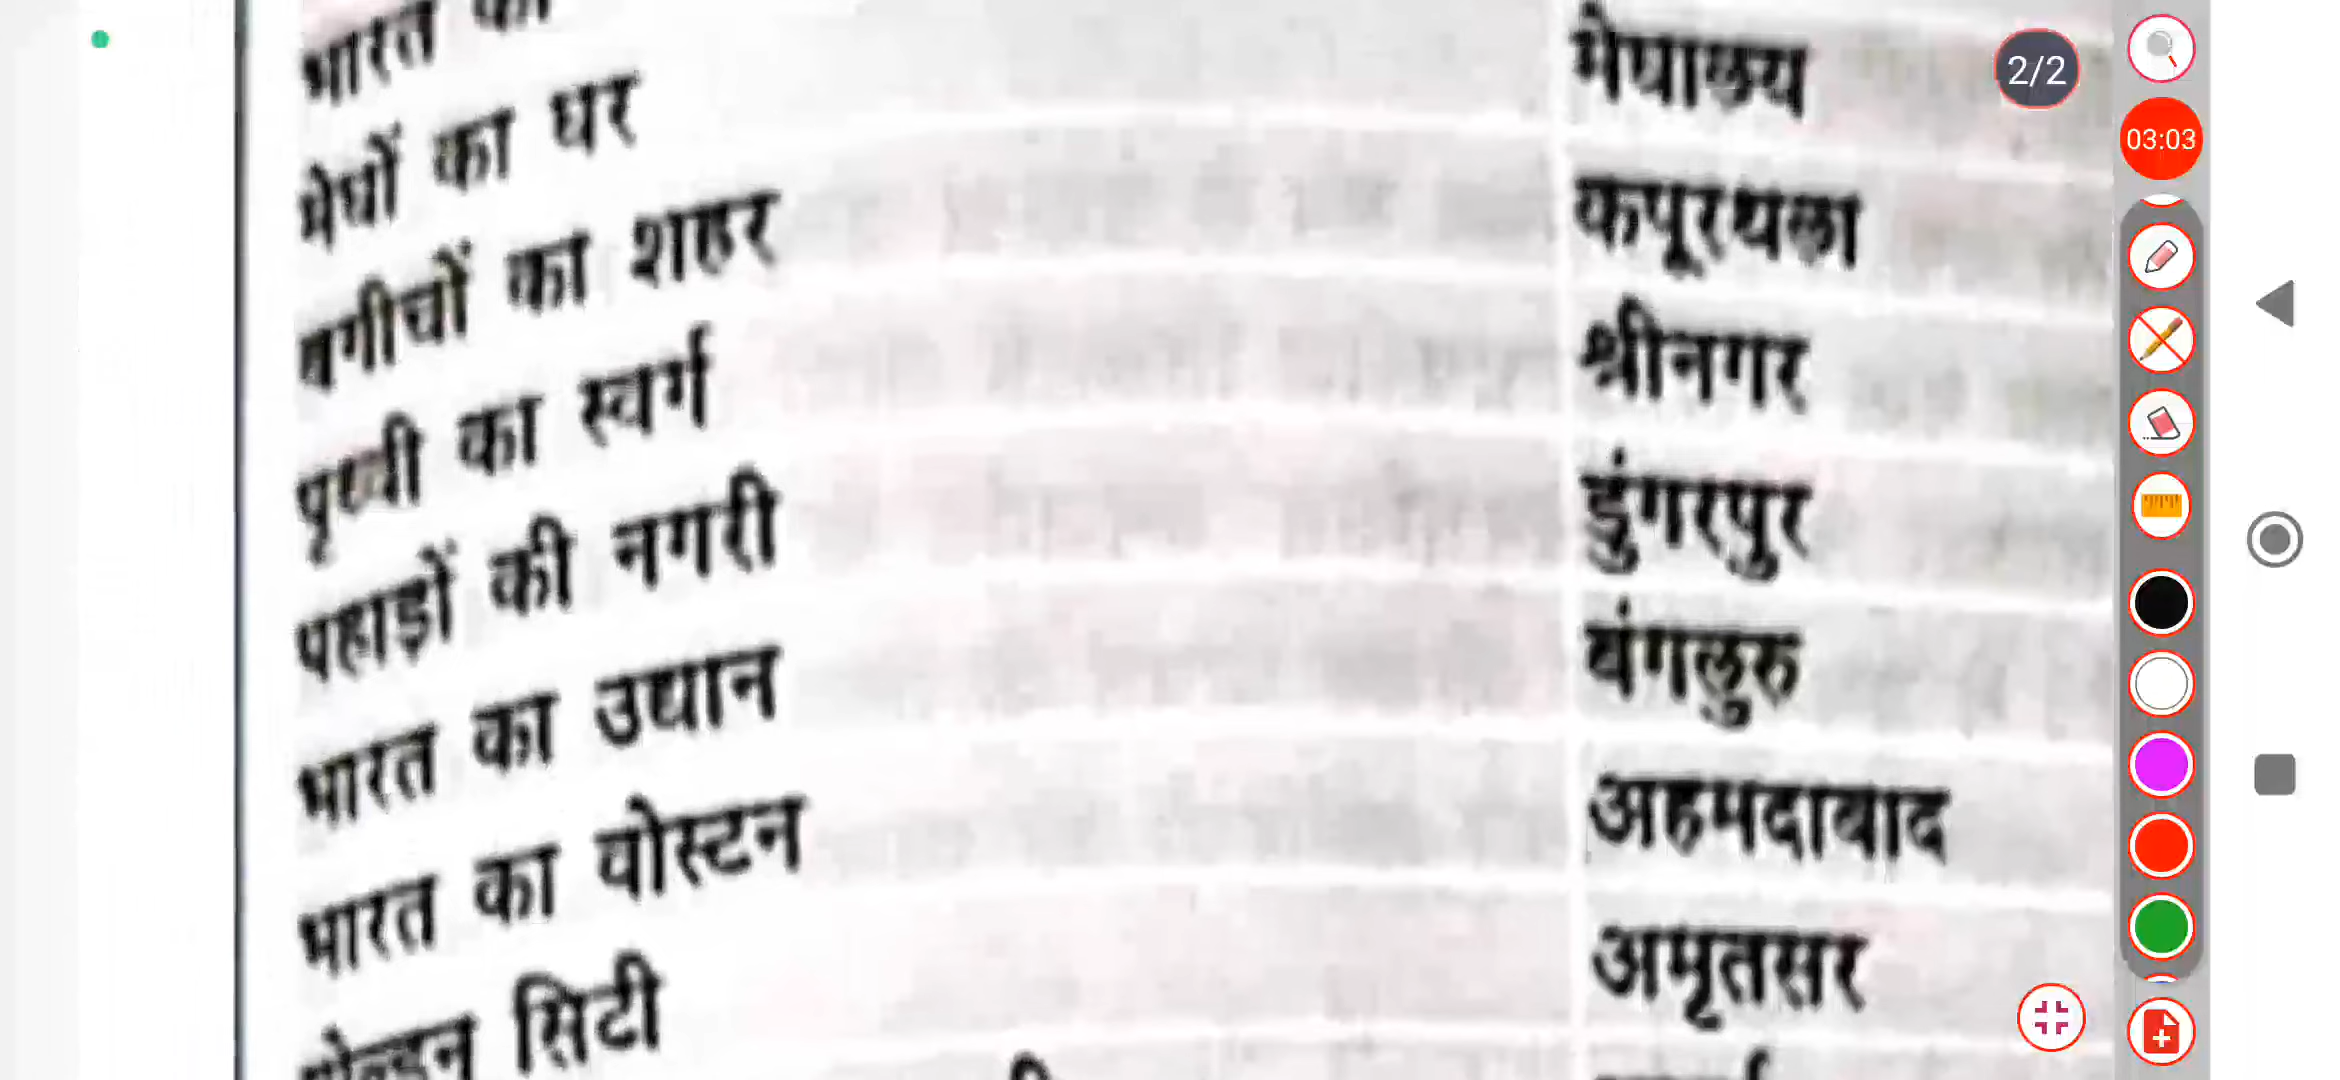 भारत का
मेघालय
2/2
03:03
मेघों का घर
कपूरथला
बगीचों का शहर
श्रीनगर
पृथ्वी का स्वर्ग
डुंगरपुर
पहाड़ों की नगरी
बंगलुरु
भारत का उद्यान
अहमदाबाद
भारत का बोस्टन
अमृतसर
सिटी